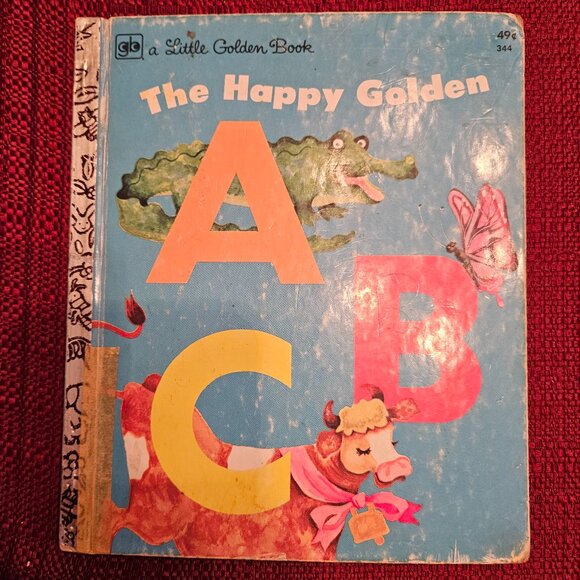 gb a Little Golden Book
49¢
344
The Happy Golden
A
B
C